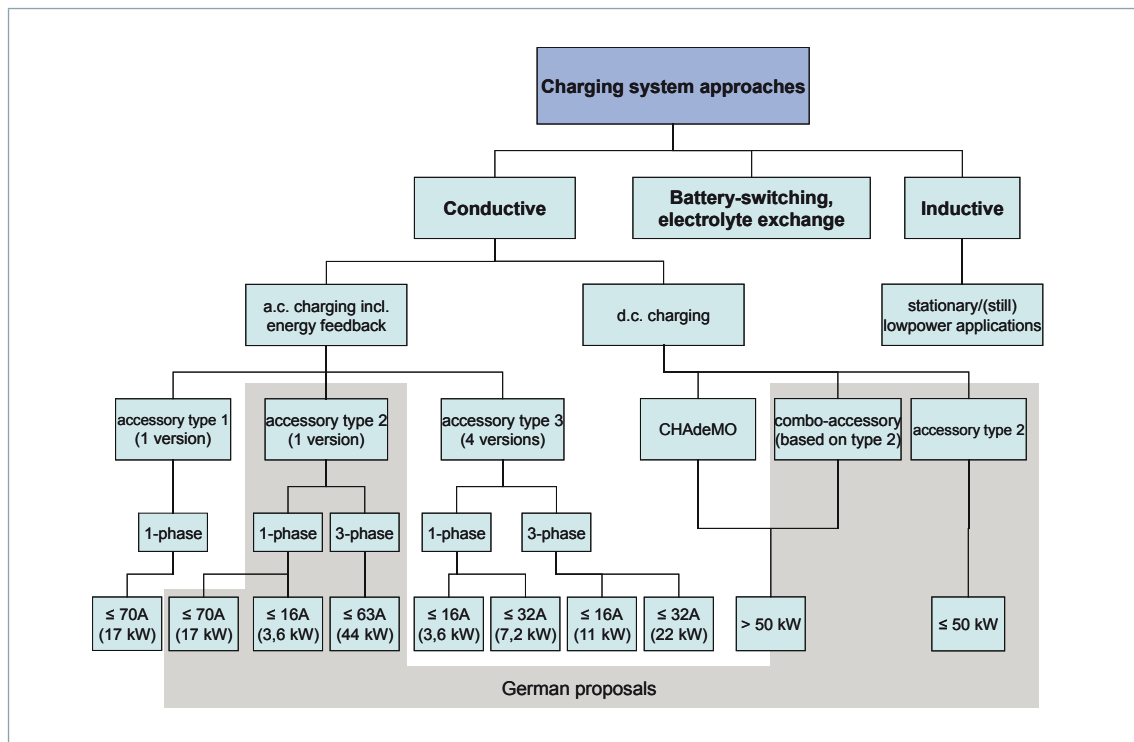 Charging system approaches
Conductive
Battery-switching,
electrolyte exchange
Inductive
a.c. charging incl.
energy feedback
d.c. charging
stationary/(still)
lowpower applications
accessory type 1
(1 version)
accessory type 2
(1 version)
accessory type 3
(4 versions)
CHAdeMO
combo-accessory
(based on type 2)
accessory type 2
1-phase
1-phase
3-phase
1-phase
3-phase
≤ 70A
(17 kW)
≤ 70A
(17 kW)
≤ 16A
(3,6 kW)
≤ 63A
(44 kW)
≤ 16A
(3,6 kW)
≤ 32A
(7,2 kW)
≤ 16A
(11 kW)
≤ 32A
(22 kW)
> 50 kW
≤ 50 kW
German proposals